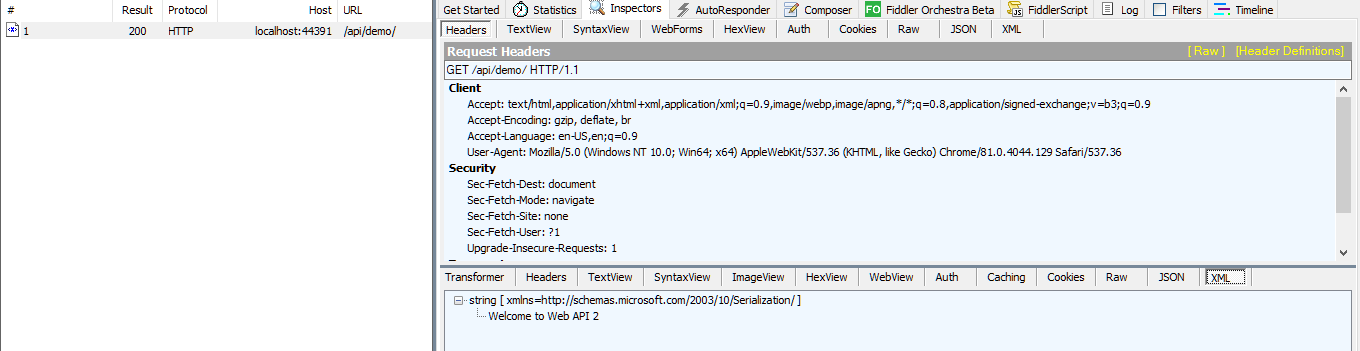 # Result Protocol Host URL
1 200 HTTP localhost:44391 /api/demo/
Get Started Statistics Inspectors AutoResponder Composer FO Fiddler Orchestra Beta JS FiddlerScript Log Filters Timeline
Headers TextView SyntaxView WebForms HexView Auth Cookies Raw JSON XML
Request Headers [ Raw ] [Header Definitions]
GET /api/demo/ HTTP/1.1
Client
Accept: text/html,application/xhtml+xml,application/xml;q=0.9,image/webp,image/apng,*/*;q=0.8,application/signed-exchange;v=b3;q=0.9
Accept-Encoding: gzip, deflate, br
Accept-Language: en-US,en;q=0.9
User-Agent: Mozilla/5.0 (Windows NT 10.0; Win64; x64) AppleWebKit/537.36 (KHTML, like Gecko) Chrome/81.0.4044.129 Safari/537.36
Security
Sec-Fetch-Dest: document
Sec-Fetch-Mode: navigate
Sec-Fetch-Site: none
Sec-Fetch-User: ?1
Upgrade-Insecure-Requests: 1
Transformer Headers TextView SyntaxView ImageView HexView WebView Auth Caching Cookies Raw JSON XML
string [ xmlns=http://schemas.microsoft.com/2003/10/Serialization/ ]
Welcome to Web API 2